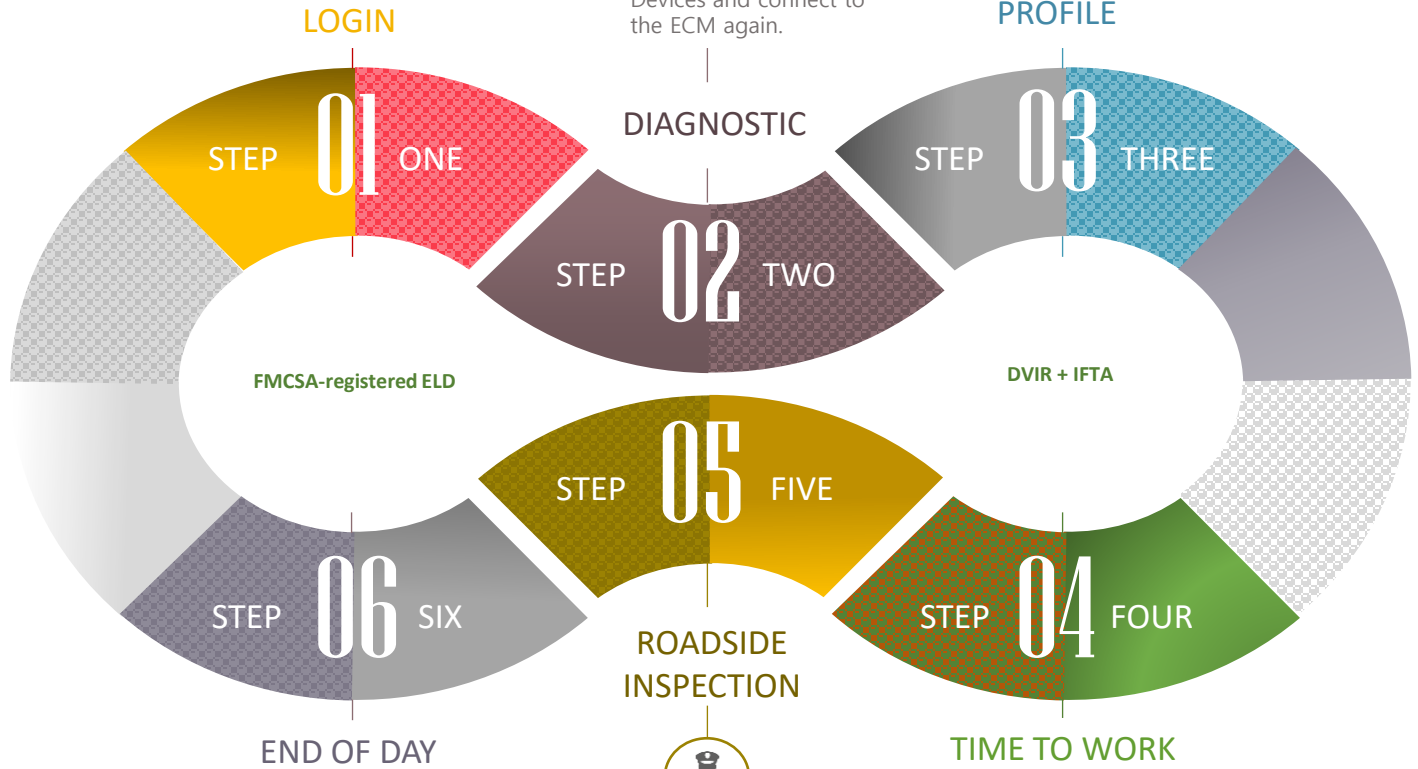 Devices and connect to
the ECM again.
LOGIN
PROFILE
DIAGNOSTIC
STEP 01 ONE
STEP 02 TWO
STEP 03 THREE
FMCSA-registered ELD
DVIR + IFTA
STEP 05 FIVE
STEP 06 SIX
STEP 04 FOUR
ROADSIDE
INSPECTION
END OF DAY
TIME TO WORK